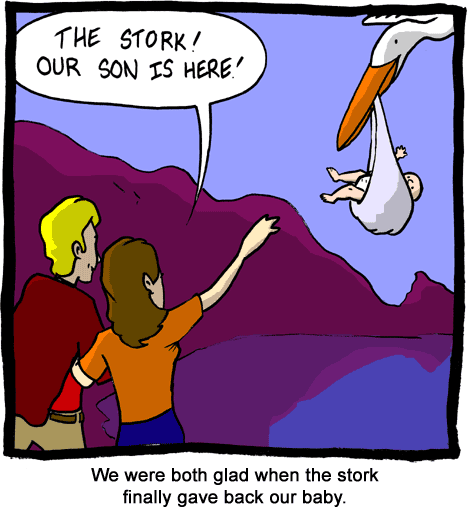 THE STORK!
OUR SON IS HERE!
We were both glad when the stork
finally gave back our baby.